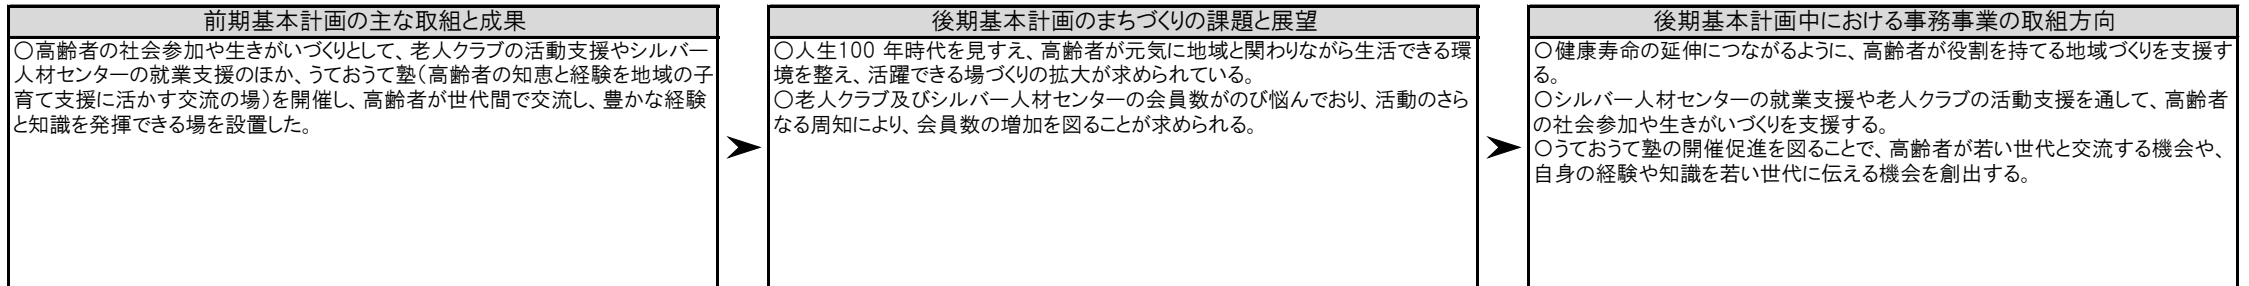 前期基本計画の主な取組と成果
○高齢者の社会参加や生きがいづくりとして、老人クラブの活動支援やシルバー
人材センターの就業支援のほか、うておうて塾（高齢者の知恵と経験を地域の子
育て支援に活かす交流の場）を開催し、高齢者が世代間で交流し、豊かな経験
と知識を発揮できる場を設置した。
後期基本計画のまちづくりの課題と展望
○人生100 年時代を見すえ、高齢者が元気に地域と関わりながら生活できる環
境を整え、活躍できる場づくりの拡大が求められている。
○老人クラブ及びシルバー人材センターの会員数がのび悩んでおり、活動のさら
なる周知により、会員数の増加を図ることが求められる。
後期基本計画中における事務事業の取組方向
○健康寿命の延伸につながるように、高齢者が役割を持てる地域づくりを支援す
る。
○シルバー人材センターの就業支援や老人クラブの活動支援を通して、高齢者
の社会参加や生きがいづくりを支援する。
○うておうて塾の開催促進を図ることで、高齢者が若い世代と交流する機会や、
自身の経験や知識を若い世代に伝える機会を創出する。